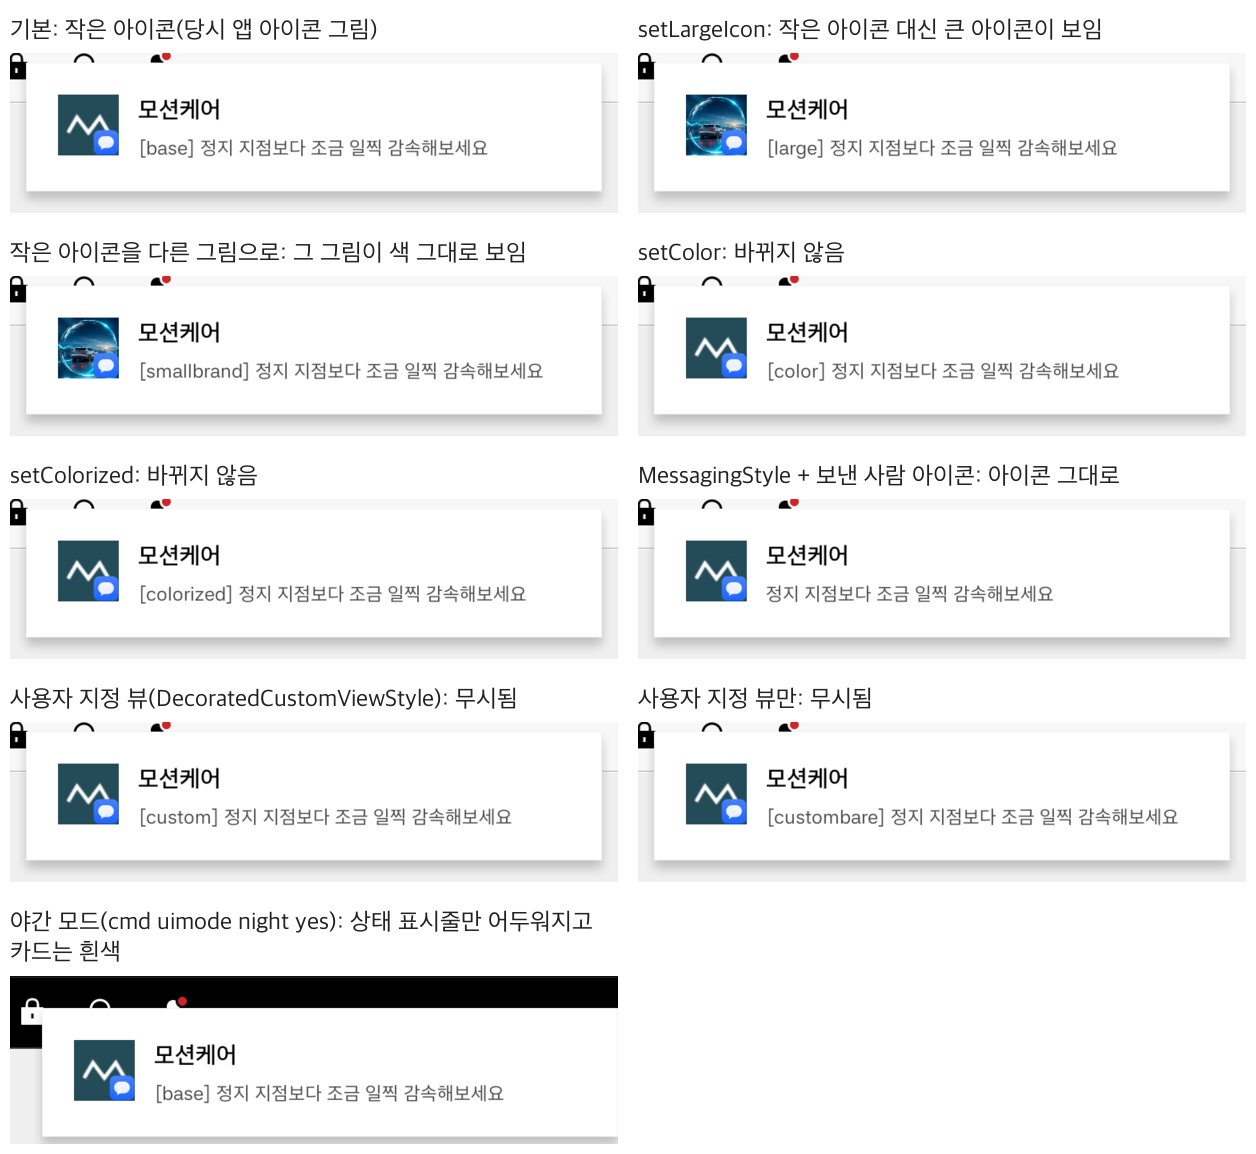 기본: 작은 아이콘(당시 앱 아이콘 그림)
모션케어
[base] 정지 지점보다 조금 일찍 감속해보세요
setLargeIcon: 작은 아이콘 대신 큰 아이콘이 보임
모션케어
[large] 정지 지점보다 조금 일찍 감속해보세요
작은 아이콘을 다른 그림으로: 그 그림이 색 그대로 보임
모션케어
[smallbrand] 정지 지점보다 조금 일찍 감속해보세요
setColor: 바뀌지 않음
모션케어
[color] 정지 지점보다 조금 일찍 감속해보세요
setColorized: 바뀌지 않음
모션케어
[colorized] 정지 지점보다 조금 일찍 감속해보세요
MessagingStyle + 보낸 사람 아이콘: 아이콘 그대로
모션케어
정지 지점보다 조금 일찍 감속해보세요
사용자 지정 뷰(DecoratedCustomViewStyle): 무시됨
모션케어
[custom] 정지 지점보다 조금 일찍 감속해보세요
사용자 지정 뷰만: 무시됨
모션케어
[custombare] 정지 지점보다 조금 일찍 감속해보세요
야간 모드(cmd uimode night yes): 상태 표시줄만 어두워지고
카드는 흰색
모션케어
[base] 정지 지점보다 조금 일찍 감속해보세요